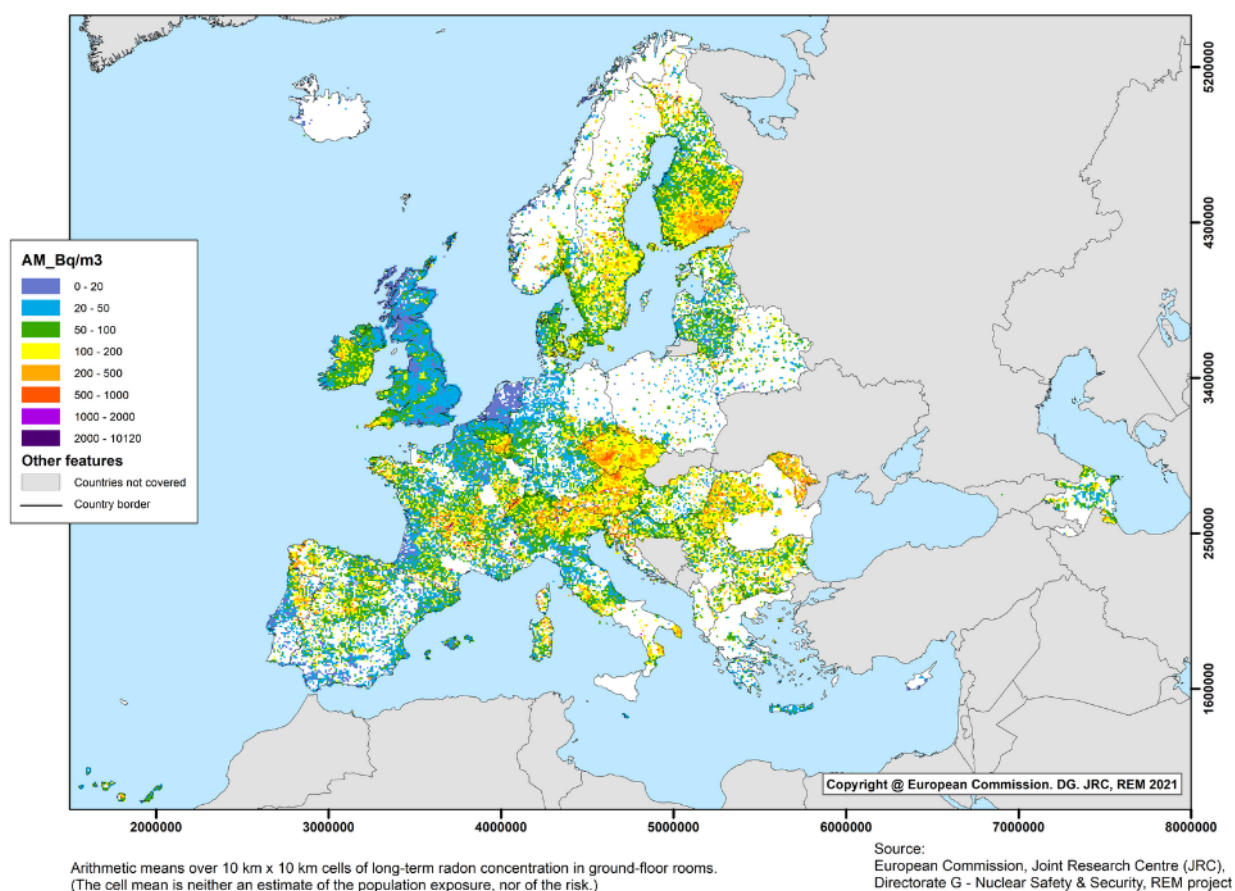 AM_Bq/m3
0 - 20
20 - 50
50 - 100
100 - 200
200 - 500
500 - 1000
1000 - 2000
2000 - 10120
Other features
Countries not covered
Country border
5200000
4300000
3400000
2500000
1600000
Copyright @ European Commission. DG. JRC, REM 2021
2000000 3000000 4000000 5000000 6000000 7000000 8000000
Arithmetic means over 10 km x 10 km cells of long-term radon concentration in ground-floor rooms.
(The cell mean is neither an estimate of the population exposure, nor of the risk.)
Source:
European Commission, Joint Research Centre (JRC),
Directorate G - Nuclear Safety & Security, REM project